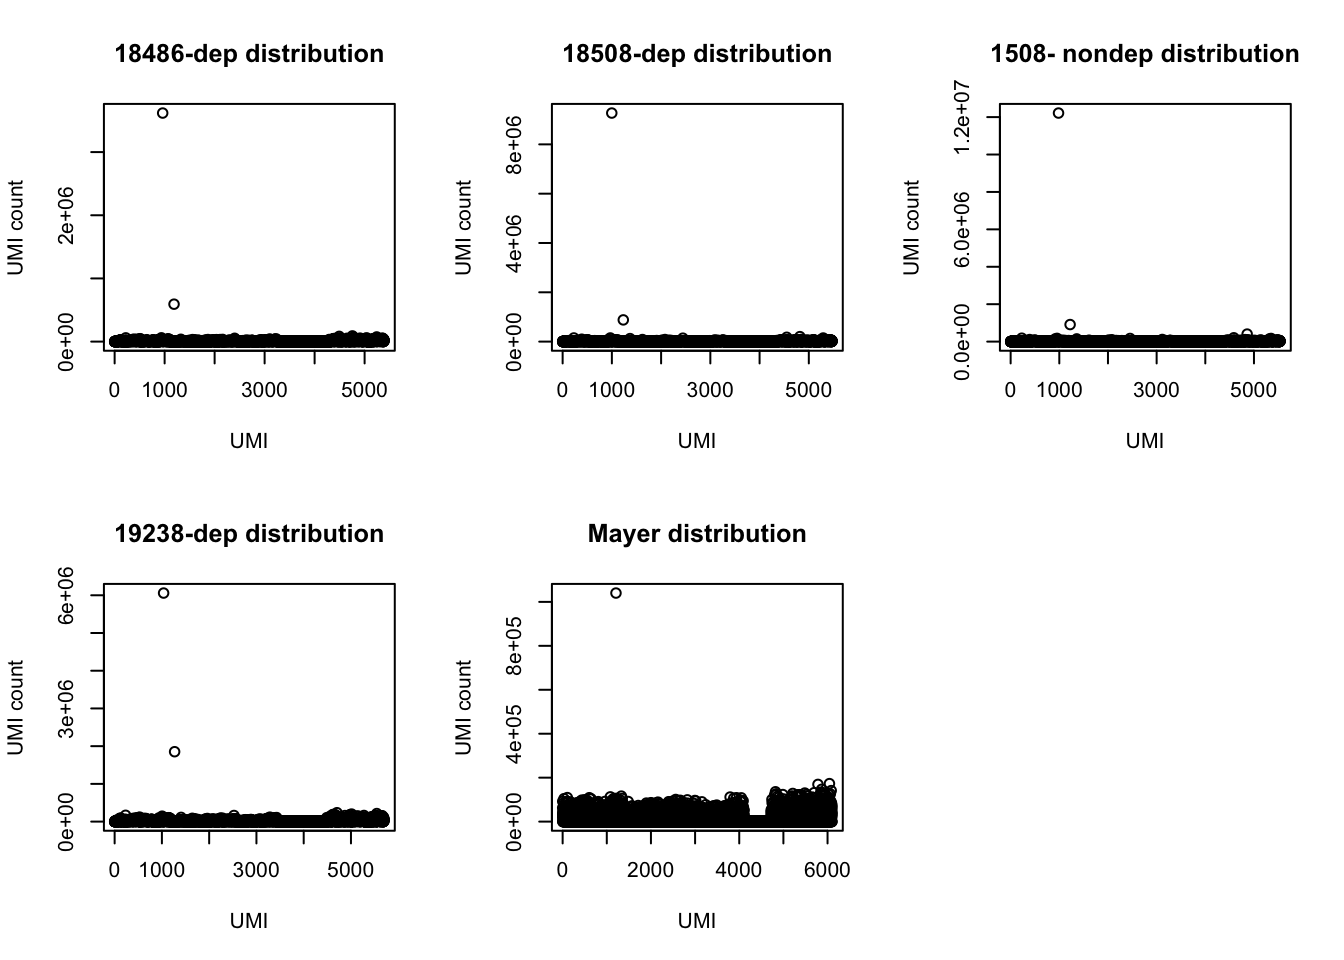 18486-dep distribution
UMI count
0e+00 2e+06
0 1000 3000 5000
UMI
18508-dep distribution
UMI count
0e+00 4e+06 8e+06
0 1000 3000 5000
UMI
1508- nondep distribution
UMI count
0.0e+00 6.0e+06 1.2e+07
0 1000 3000 5000
UMI
19238-dep distribution
UMI count
0e+00 3e+06 6e+06
0 1000 3000 5000
UMI
Mayer distribution
UMI count
0e+00 4e+05 8e+05
0 2000 4000 6000
UMI